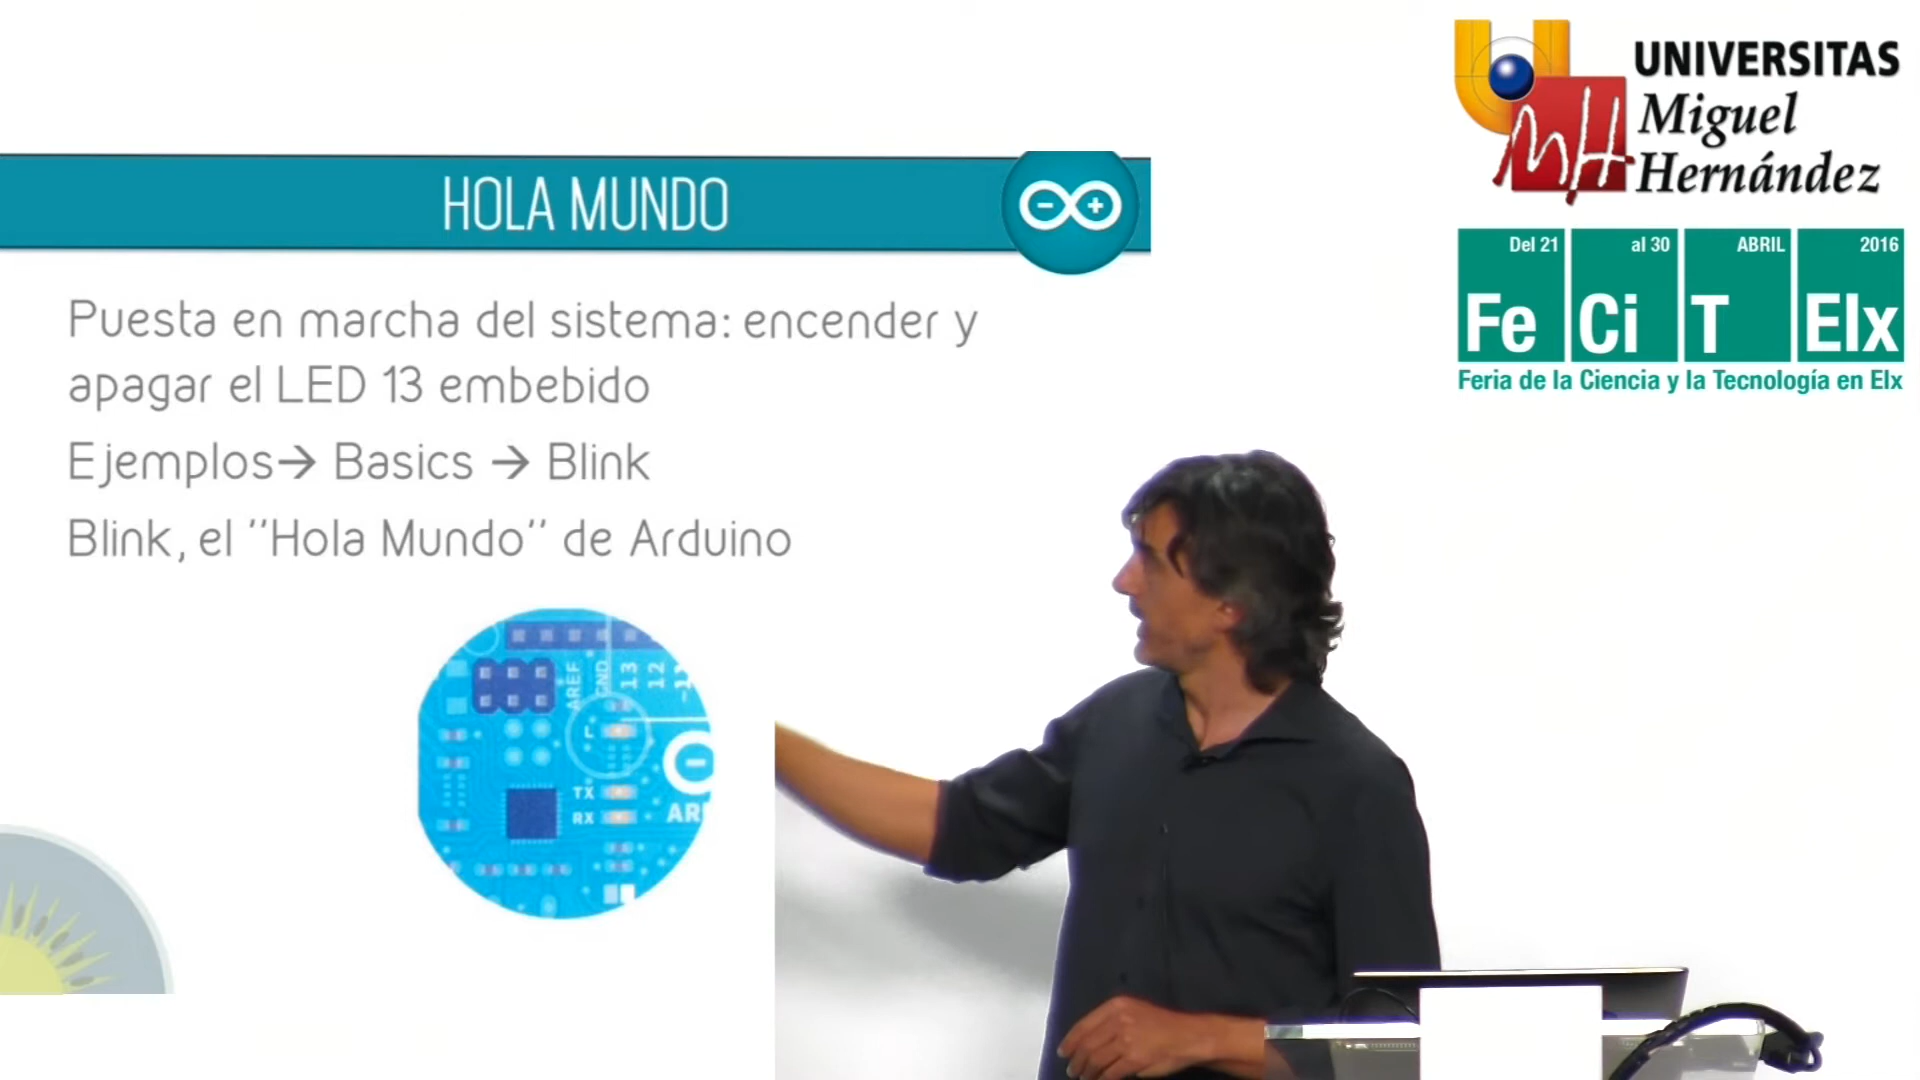 UNIVERSITAS
Miguel
Hernández
Del 21 al 30 ABRIL 2016
Fe Ci T Elx
Feria de la Ciencia y la Tecnología en Elx
HOLA MUNDO
Puesta en marcha del sistema: encender y
apagar el LED 13 embebido
Ejemplos→ Basics → Blink
Blink, el "Hola Mundo" de Arduino
AREF
GND
13
12
L
TX
RX